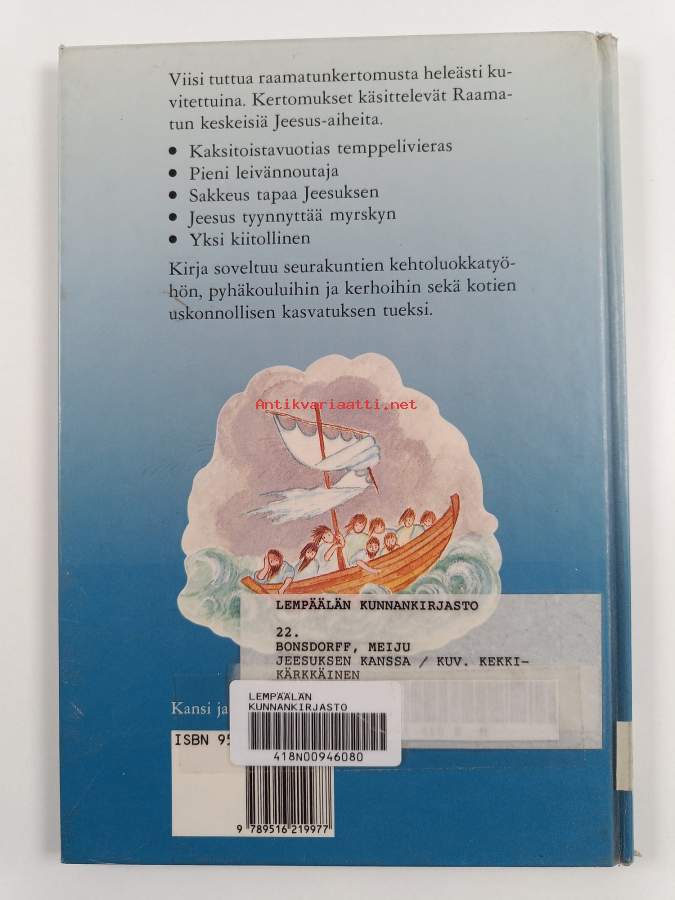 Viisi tuttua raamatunkertomusta heleästi ku-
vitettuina. Kertomukset käsittelevät Raama-
tun keskeisiä Jeesus-aiheita.
• Kaksitoistavuotias temppelivieras
• Pieni leivännoutaja
• Sakkeus tapaa Jeesuksen
• Jeesus tyynnyttää myrskyn
• Yksi kiitollinen
Kirja soveltuu seurakuntien kehtoluokkatyö-
hön, pyhäkouluihin ja kerhoihin sekä kotien
uskonnollisen kasvatuksen tueksi.
Antikvariaatti.net
LEMPÄÄLÄN KUNNANKIRJASTO
22.
BONSDORFF, MEIJU
JEESUKSEN KANSSA / KUV. KEKKI-
KÄRKKÄINEN
LEMPÄÄLÄN
KUNNANKIRJASTO
418N00946080
Kansi ja
ISBN 95
9 789516 219977